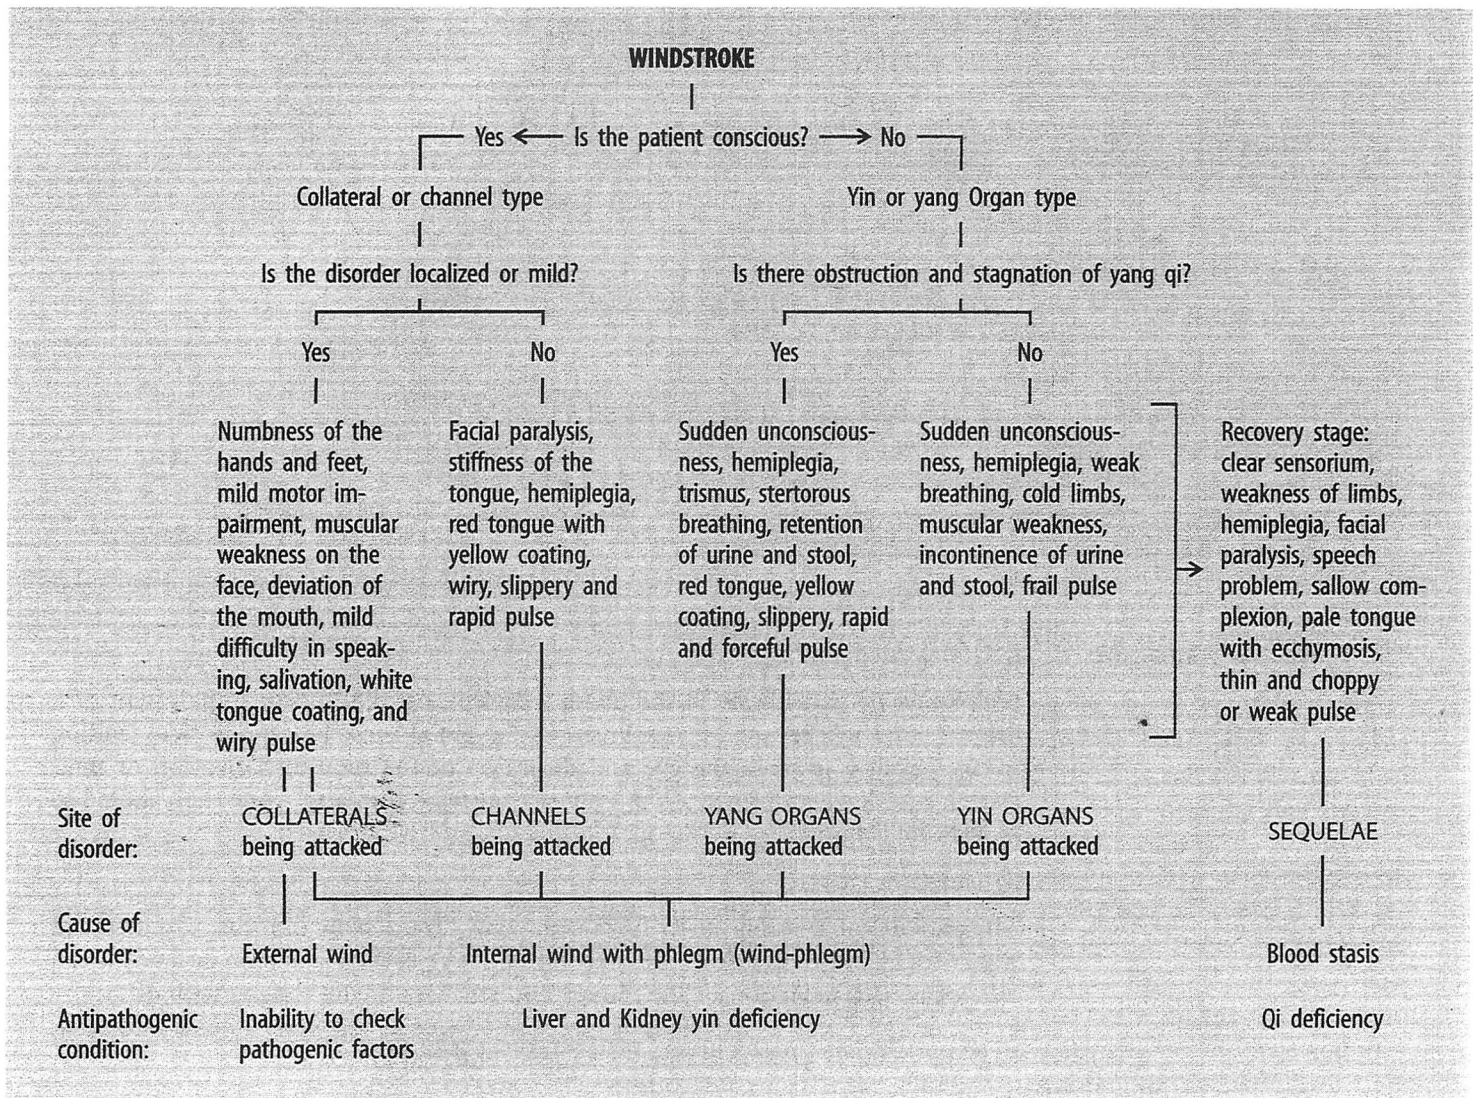 WINDSTROKE
Yes Is the patient conscious? No
Collateral or channel type
Yin or yang Organ type
Is the disorder localized or mild?
Is there obstruction and stagnation of yang qi?
Yes
No
Yes
No
Numbness of the
hands and feet,
mild motor im-
pairment, muscular
weakness on the
face, deviation of
the mouth, mild
difficulty in speak-
ing, salivation, white
tongue coating, and
wiry pulse
Facial paralysis,
stiffness of the
tongue, hemiplegia,
red tongue with
yellow coating,
wiry, slippery and
rapid pulse
Sudden unconscious-
ness, hemiplegia,
trismus, stertorous
breathing, retention
of urine and stool,
red tongue, yellow
coating, slippery, rapid
and forceful pulse
Sudden unconscious-
ness, hemiplegia, weak
breathing, cold limbs,
muscular weakness,
incontinence of urine
and stool, frail pulse
Recovery stage:
clear sensorium,
weakness of limbs,
hemiplegia, facial
paralysis, speech
problem, sallow com-
plexion, pale tongue
with ecchymosis,
thin and choppy
or weak pulse
Site of
disorder:
COLLATERALS
being attacked
CHANNELS
being attacked
YANG ORGANS
being attacked
YIN ORGANS
being attacked
SEQUELAE
Cause of
disorder:
External wind
Internal wind with phlegm (wind-phlegm)
Blood stasis
Antipathogenic
condition:
Inability to check
pathogenic factors
Liver and Kidney yin deficiency
Qi deficiency